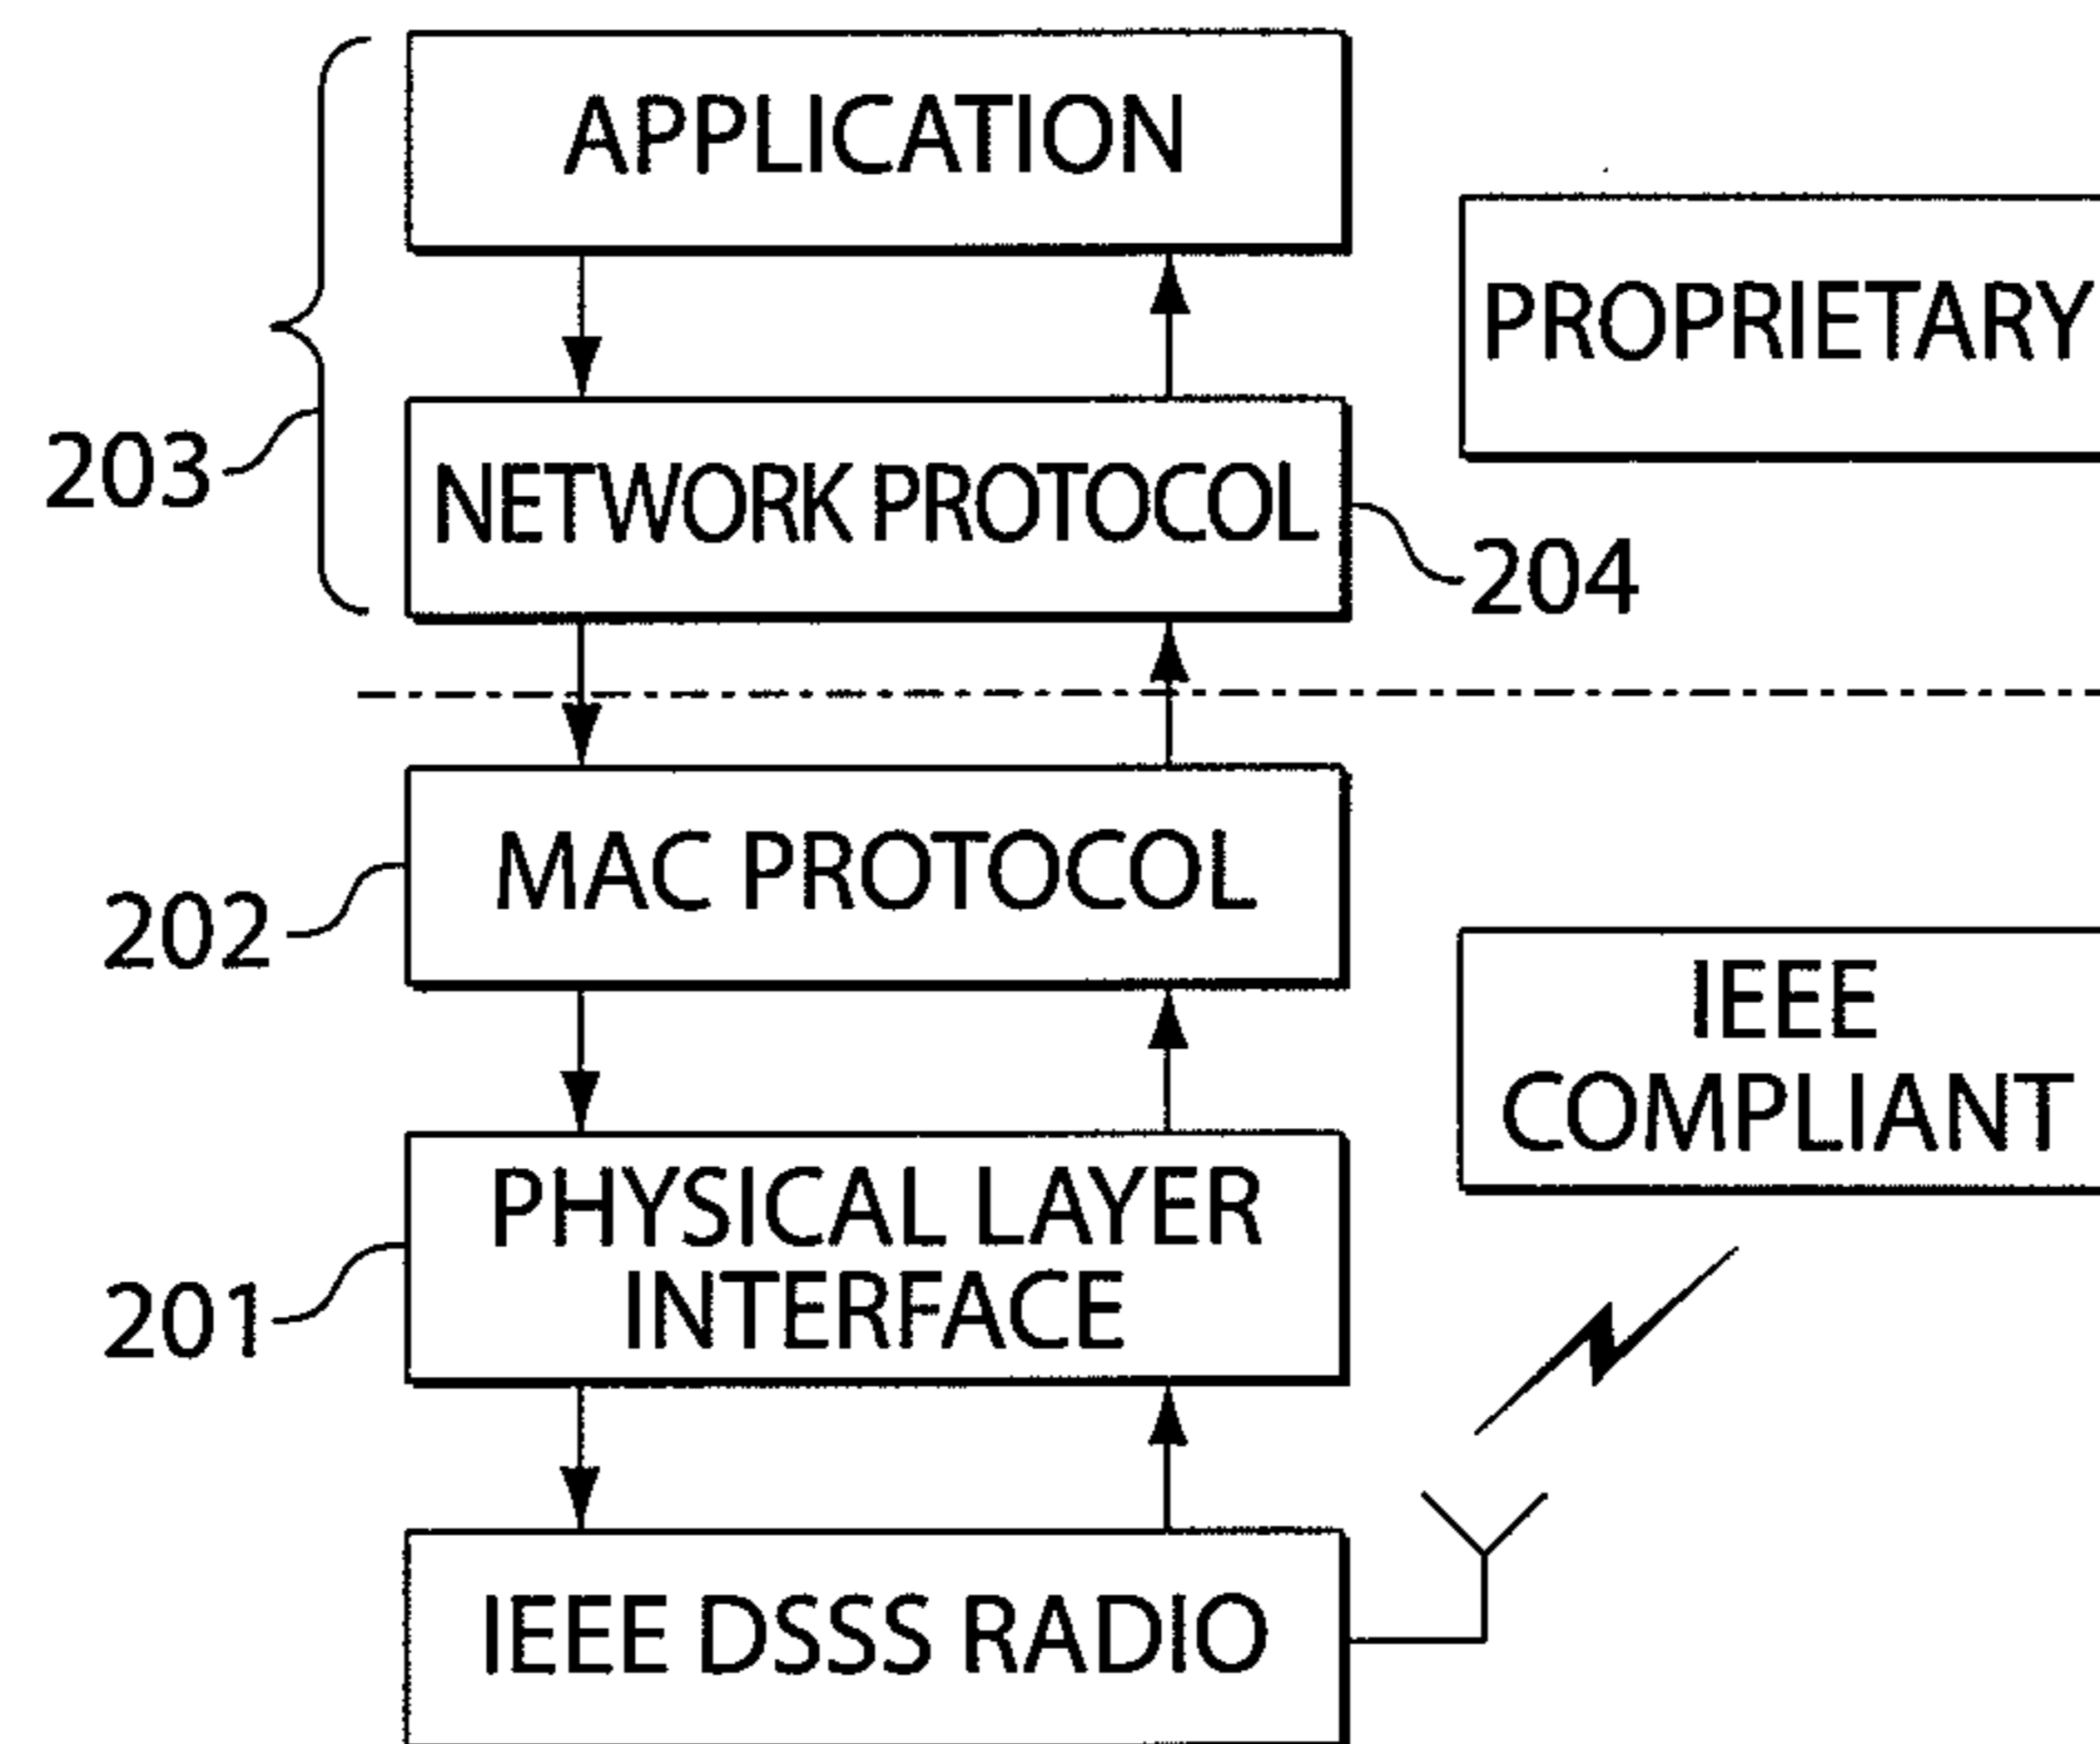 APPLICATION
PROPRIETARY
203
NETWORK PROTOCOL
204
MAC PROTOCOL
202
IEEE
COMPLIANT
PHYSICAL LAYER
INTERFACE
201
IEEE DSSS RADIO